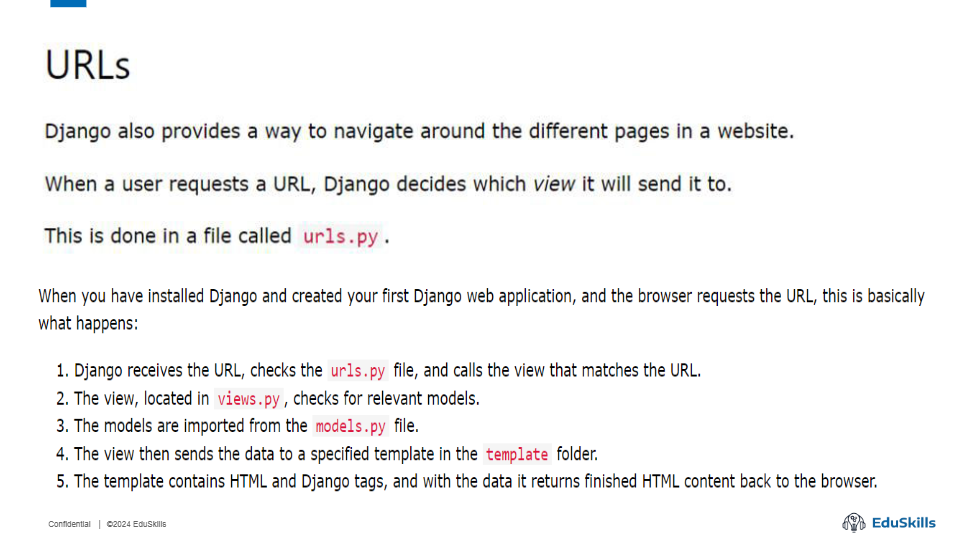 URLs
Django also provides a way to navigate around the different pages in a website.
When a user requests a URL, Django decides which view it will send it to.
This is done in a file called urls.py.
When you have installed Django and created your first Django web application, and the browser requests the URL, this is basically
what happens:
1. Django receives the URL, checks the urls.py file, and calls the view that matches the URL.
2. The view, located in views.py, checks for relevant models.
3. The models are imported from the models.py file.
4. The view then sends the data to a specified template in the template folder.
5. The template contains HTML and Django tags, and with the data it returns finished HTML content back to the browser.
Confidential | ©2024 EduSkills
EduSkills